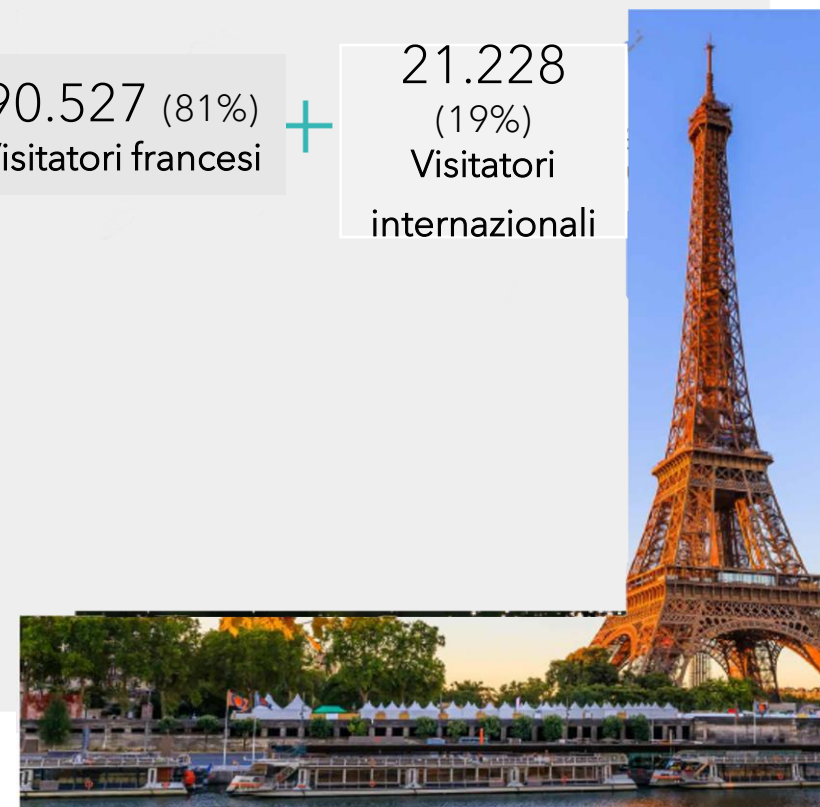 90.527 (81%)
isitatori francesi
21.228
(19%)
Visitatori
internazionali